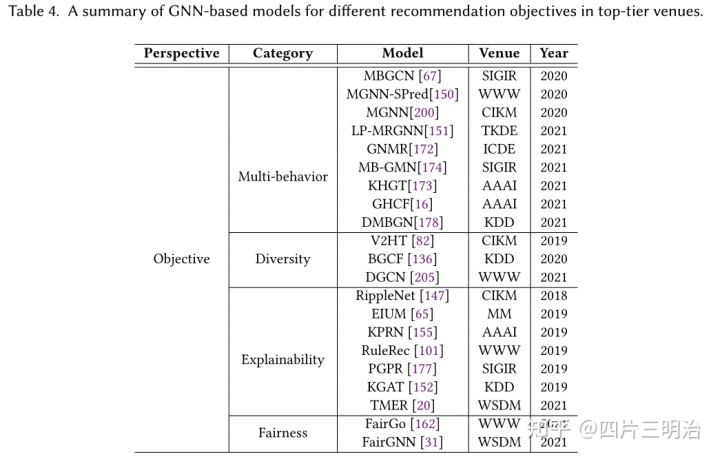 Table 4. A summary of GNN-based models for different recommendation objectives in top-tier venues.
Perspective Category Model Venue Year
MBGCN [67] SIGIR 2020
MGNN-SPred[150] WWW 2020
MGNN[200] CIKM 2020
LP-MRGNN[151] TKDE 2021
GNMR[172] ICDE 2021
MB-GMN[174] SIGIR 2021
Multi-behavior
KHGT[173] AAAI 2021
GHCF[16] AAAI 2021
DMBGN[178] KDD 2021
V2HT [82] CIKM 2019
Objective Diversity BGCF [136] KDD 2020
DGCN [205] WWW 2021
RippleNet [147] CIKM 2018
EIUM [65] MM 2019
KPRN [155] AAAI 2019
RuleRec [101] WWW 2019
Explainability
PGPR [177] SIGIR 2019
KGAT [152] KDD 2019
TMER [20] WSDM 2021
FairGo [162] WWW
Fairness
FairGNN [31] WSDM 2021
知乎 @四片三明治